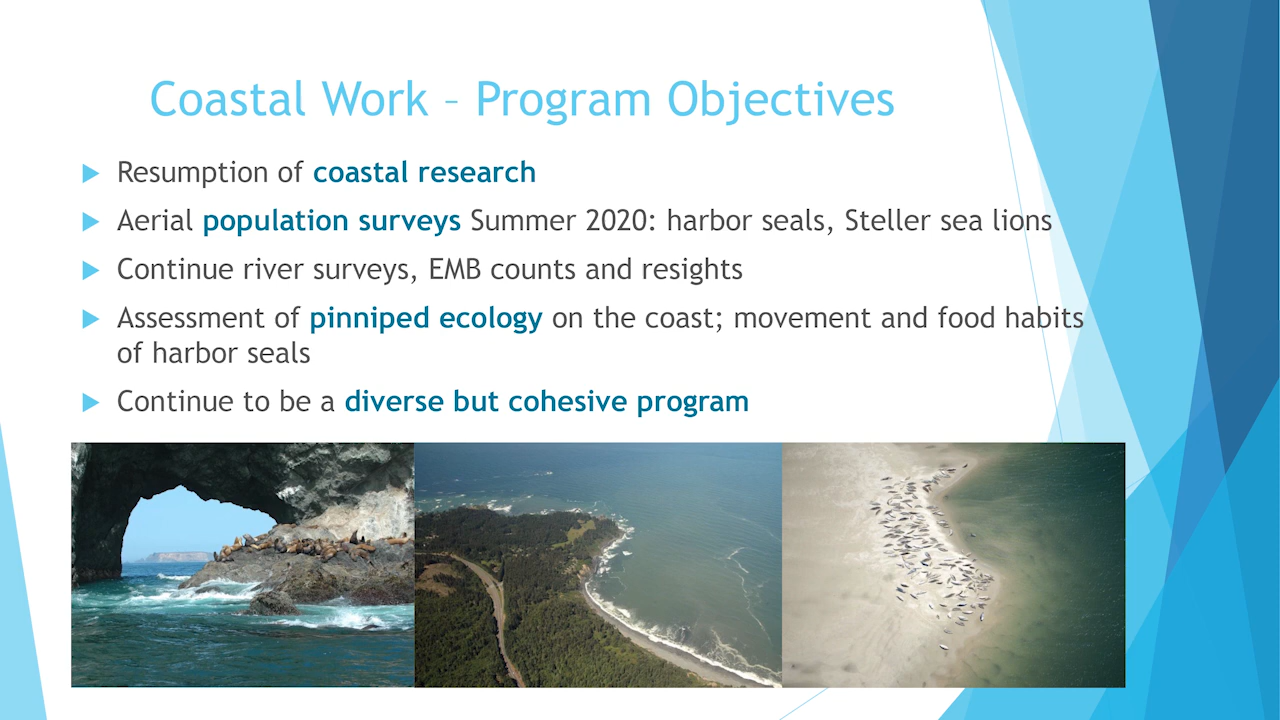 Coastal Work – Program Objectives
Resumption of coastal research
Aerial population surveys Summer 2020: harbor seals, Steller sea lions
Continue river surveys, EMB counts and resights
Assessment of pinniped ecology on the coast; movement and food habits
of harbor seals
Continue to be a diverse but cohesive program